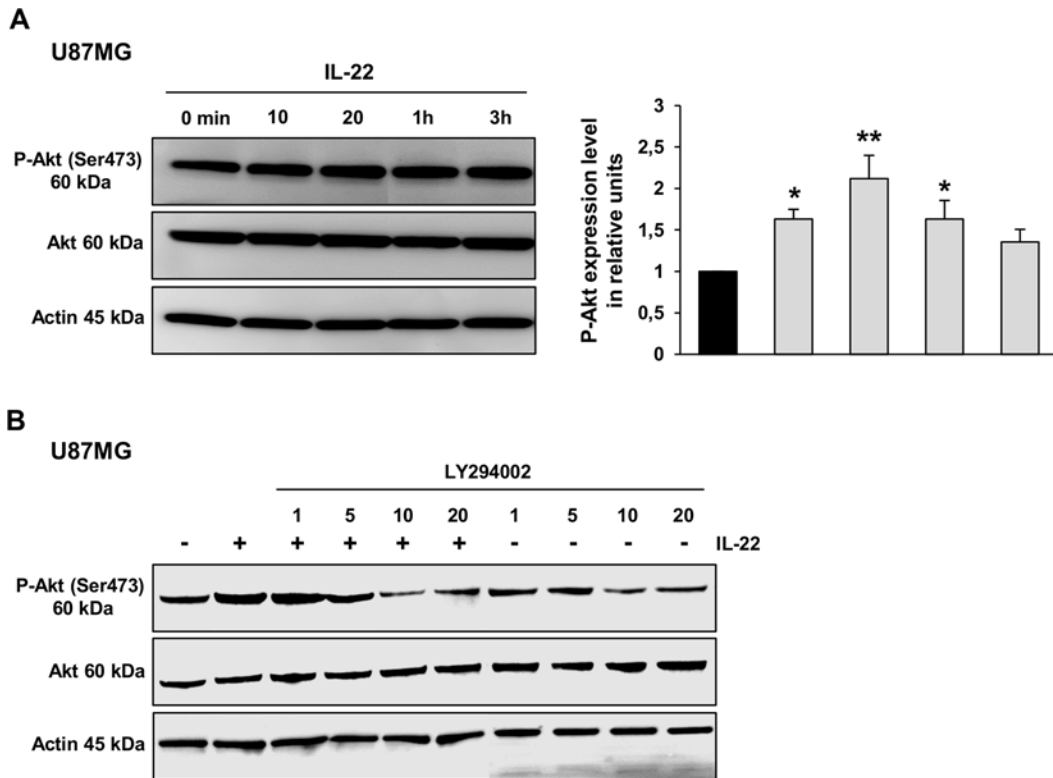 A
U87MG
IL-22
0 min 10 20 1h 3h
P-Akt (Ser473)
60 kDa
Akt 60 kDa
Actin 45 kDa
P-Akt expression level
in relative units
3
2,5
2
1,5
1
0,5
0
*
**
*
B
U87MG
LY294002
1 5 10 20 1 5 10 20
- + + + + + - - - - IL-22
P-Akt (Ser473)
60 kDa
Akt 60 kDa
Actin 45 kDa